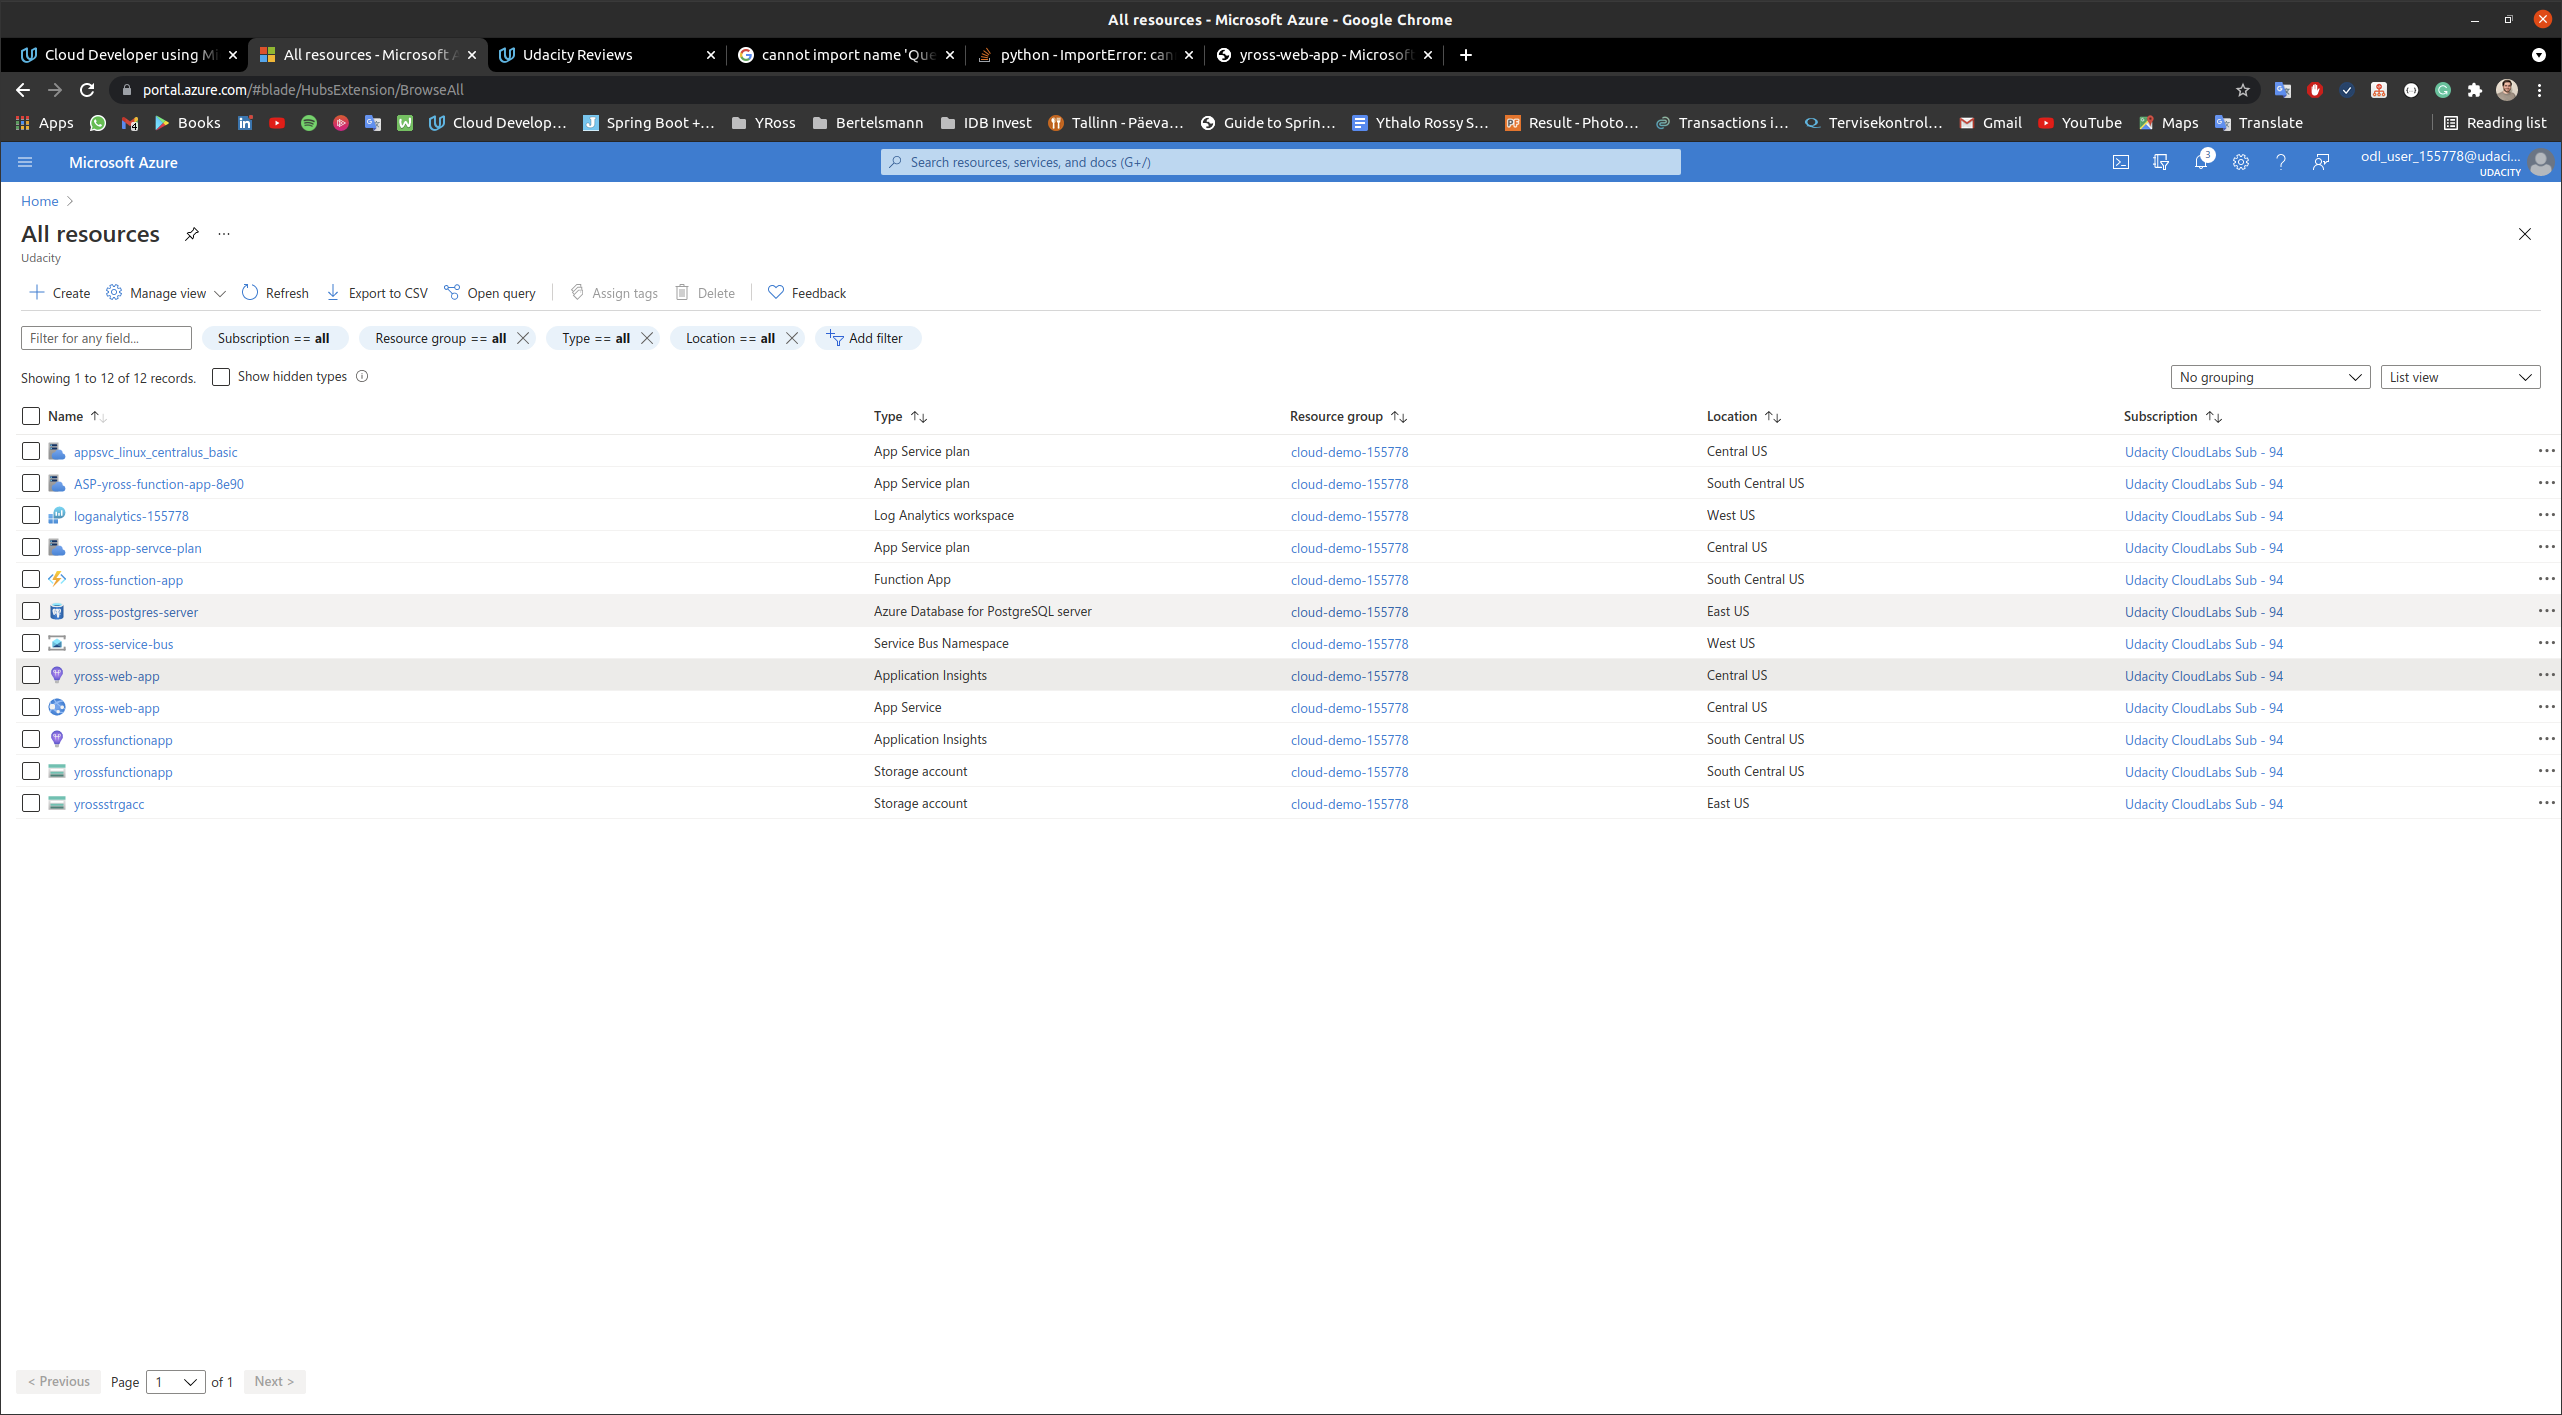 All resources - Microsoft Azure - Google Chrome
Cloud Developer using Mi
All resources - Microsoft A
Udacity Reviews
cannot import name 'Que
python - ImportError: can
yross-web-app - Microsoft
portal.azure.com/#blade/HubsExtension/BrowseAll
Apps
4
Books
Cloud Develop...
Spring Boot +...
YRoss
Bertelsmann
IDB Invest
Tallinn - Päeva...
Guide to Sprin...
Ythalo Rossy S...
Result - Photo...
Transactions i...
Tervisekontrol...
Gmail
YouTube
Maps
Translate
Reading list
Microsoft Azure
Search resources, services, and docs (G+/)
3
odl_user_155778@udaci...
UDACITY
Home >
All resources
Udacity
Create
Manage view
Refresh
Export to CSV
Open query
Assign tags
Delete
Feedback
Filter for any field...
Subscription == all
Resource group == all
Type == all
Location == all
Add filter
Showing 1 to 12 of 12 records.
Show hidden types
No grouping
List view
Name Type Resource group Location Subscription
appsvc_linux_centralus_basic App Service plan cloud-demo-155778 Central US Udacity CloudLabs Sub - 94
ASP-yross-function-app-8e90 App Service plan cloud-demo-155778 South Central US Udacity CloudLabs Sub - 94
loganalytics-155778 Log Analytics workspace cloud-demo-155778 West US Udacity CloudLabs Sub - 94
yross-app-servce-plan App Service plan cloud-demo-155778 Central US Udacity CloudLabs Sub - 94
yross-function-app Function App cloud-demo-155778 South Central US Udacity CloudLabs Sub - 94
yross-postgres-server Azure Database for PostgreSQL server cloud-demo-155778 East US Udacity CloudLabs Sub - 94
yross-service-bus Service Bus Namespace cloud-demo-155778 West US Udacity CloudLabs Sub - 94
yross-web-app Application Insights cloud-demo-155778 Central US Udacity CloudLabs Sub - 94
yross-web-app App Service cloud-demo-155778 Central US Udacity CloudLabs Sub - 94
yrossfunctionapp Application Insights cloud-demo-155778 South Central US Udacity CloudLabs Sub - 94
yrossfunctionapp Storage account cloud-demo-155778 South Central US Udacity CloudLabs Sub - 94
yrossstrgacc Storage account cloud-demo-155778 East US Udacity CloudLabs Sub - 94
< Previous Page 1 of 1 Next >